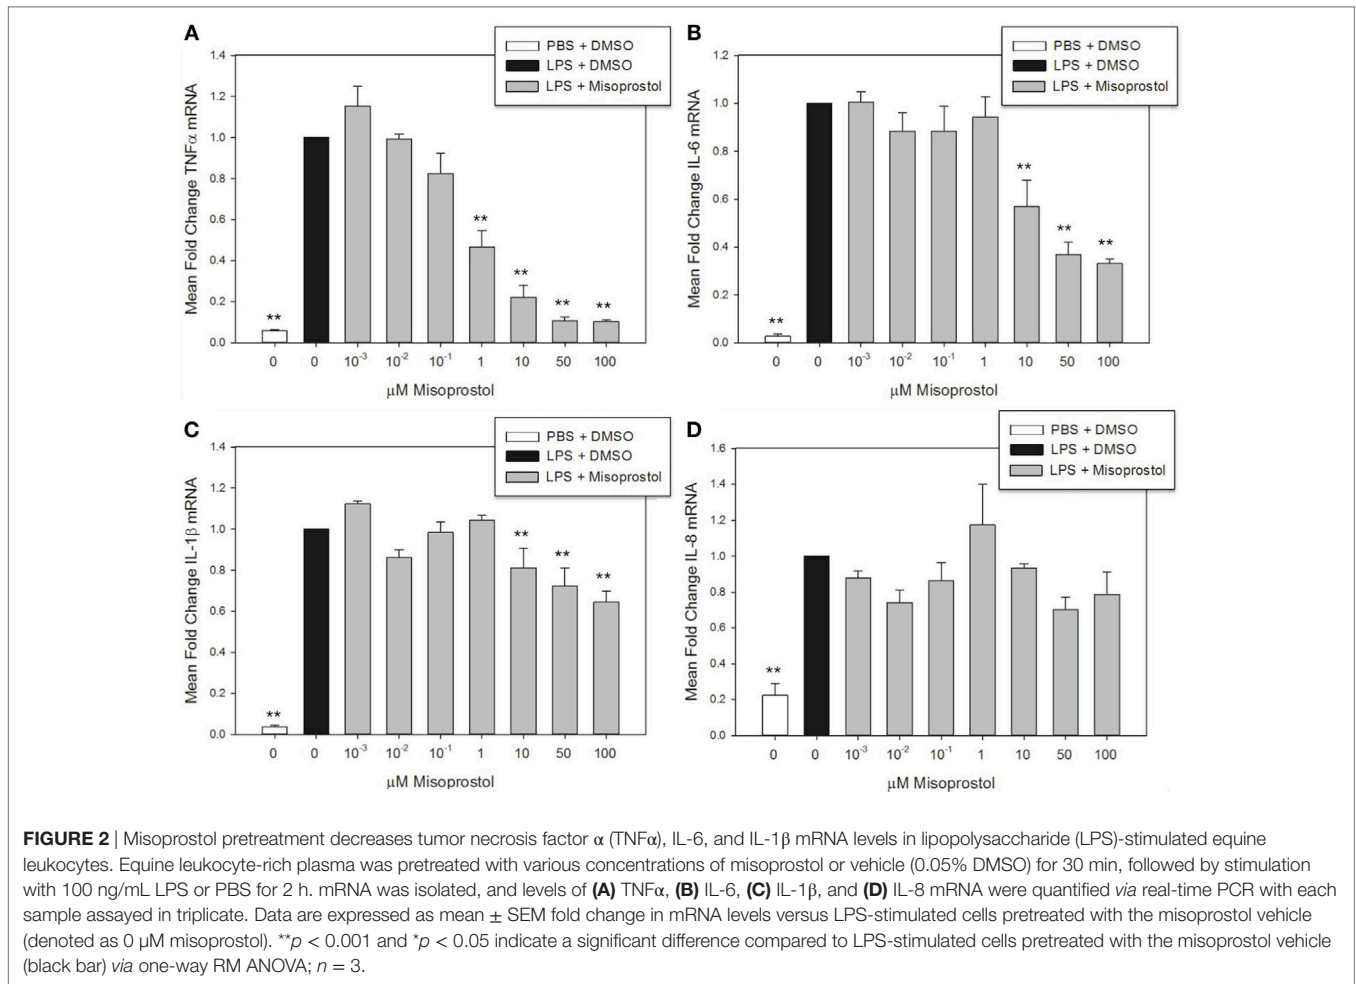 A
PBS + DMSO
LPS + DMSO
LPS + Misoprostol
Mean Fold Change TNFα mRNA
1.4
1.2
1.0
0.8
0.6
0.4
0.2
0.0
**
**
**
**
**
0 0 10⁻³ 10⁻² 10⁻¹ 1 10 50 100
μM Misoprostol
B
PBS + DMSO
LPS + DMSO
LPS + Misoprostol
Mean Fold Change IL-6 mRNA
1.2
1.0
0.8
0.6
0.4
0.2
0.0
**
**
**
**
0 0 10⁻³ 10⁻² 10⁻¹ 1 10 50 100
μM Misoprostol
C
PBS + DMSO
LPS + DMSO
LPS + Misoprostol
Mean Fold Change IL-1β mRNA
1.4
1.2
1.0
0.8
0.6
0.4
0.2
0.0
**
**
**
**
0 0 10⁻³ 10⁻² 10⁻¹ 1 10 50 100
μM Misoprostol
D
PBS + DMSO
LPS + DMSO
LPS + Misoprostol
Mean Fold Change IL-8 mRNA
1.6
1.4
1.2
1.0
0.8
0.6
0.4
0.2
0.0
**
0 0 10⁻³ 10⁻² 10⁻¹ 1 10 50 100
μM Misoprostol
FIGURE 2 | Misoprostol pretreatment decreases tumor necrosis factor α (TNFα), IL-6, and IL-1β mRNA levels in lipopolysaccharide (LPS)-stimulated equine
leukocytes. Equine leukocyte-rich plasma was pretreated with various concentrations of misoprostol or vehicle (0.05% DMSO) for 30 min, followed by stimulation
with 100 ng/mL LPS or PBS for 2 h. mRNA was isolated, and levels of (A) TNFα, (B) IL-6, (C) IL-1β, and (D) IL-8 mRNA were quantified via real-time PCR with each
sample assayed in triplicate. Data are expressed as mean ± SEM fold change in mRNA levels versus LPS-stimulated cells pretreated with the misoprostol vehicle
(denoted as 0 μM misoprostol). **p < 0.001 and *p < 0.05 indicate a significant difference compared to LPS-stimulated cells pretreated with the misoprostol vehicle
(black bar) via one-way RM ANOVA; n = 3.